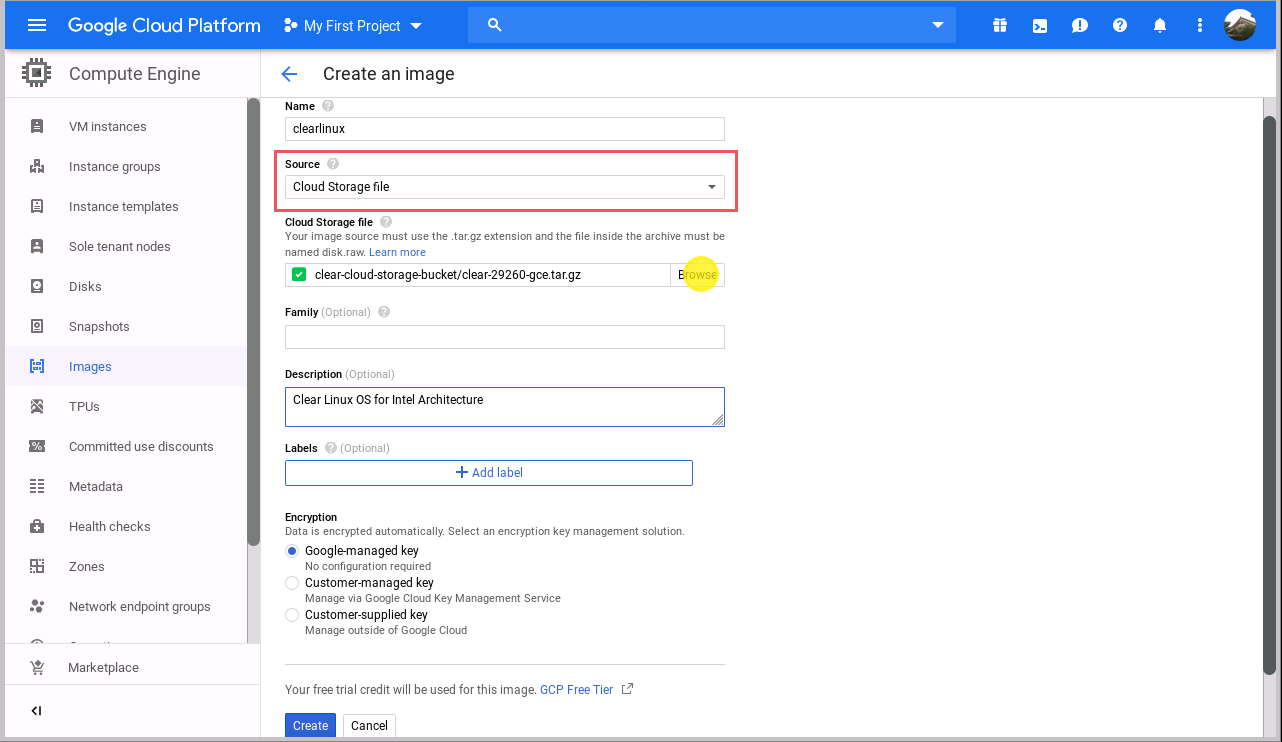 Google Cloud Platform
My First Project
Compute Engine
Create an image
VM instances
Instance groups
Instance templates
Sole tenant nodes
Disks
Snapshots
Images
TPUs
Committed use discounts
Metadata
Health checks
Zones
Network endpoint groups
Marketplace
Name
clearlinux
Source
Cloud Storage file
Cloud Storage file
Your image source must use the .tar.gz extension and the file inside the archive must be
named disk.raw. Learn more
clear-cloud-storage-bucket/clear-29260-gce.tar.gz
Browse
Family (Optional)
Description (Optional)
Clear Linux OS for Intel Architecture
Labels (Optional)
Add label
Encryption
Data is encrypted automatically. Select an encryption key management solution.
Google-managed key
No configuration required
Customer-managed key
Manage via Google Cloud Key Management Service
Customer-supplied key
Manage outside of Google Cloud
Your free trial credit will be used for this image. GCP Free Tier
Create
Cancel